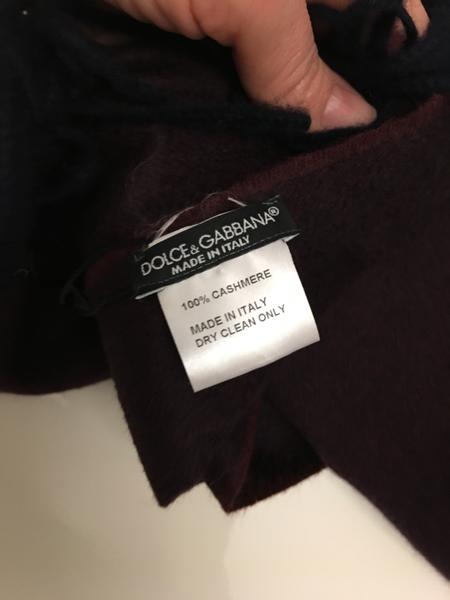 DOLCE&GABBANA®
MADE IN ITALY
100% CASHMERE
MADE IN ITALY
DRY CLEAN ONLY